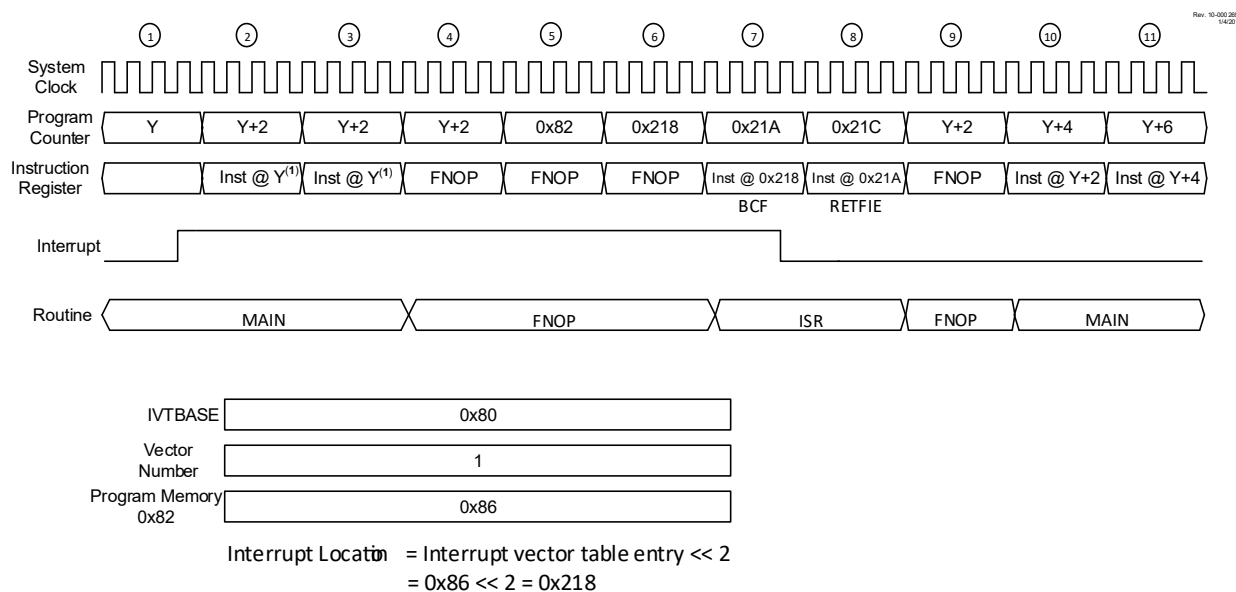 Rev. 10-000 269
1/4/20
1 2 3 4 5 6 7 8 9 10 11
System
Clock
Program
Counter
Y Y+2 Y+2 Y+2 0x82 0x218 0x21A 0x21C Y+2 Y+4 Y+6
Instruction
Register
Inst @ Y(1) Inst @ Y(1) FNOP FNOP FNOP Inst @ 0x218 Inst @ 0x21A FNOP Inst @ Y+2 Inst @ Y+4
BCF RETFIE
Interrupt
Routine MAIN FNOP ISR FNOP MAIN
IVTBASE 0x80
Vector
Number
1
Program Memory
0x82
0x86
Interrupt Location = Interrupt vector table entry << 2
= 0x86 << 2 = 0x218